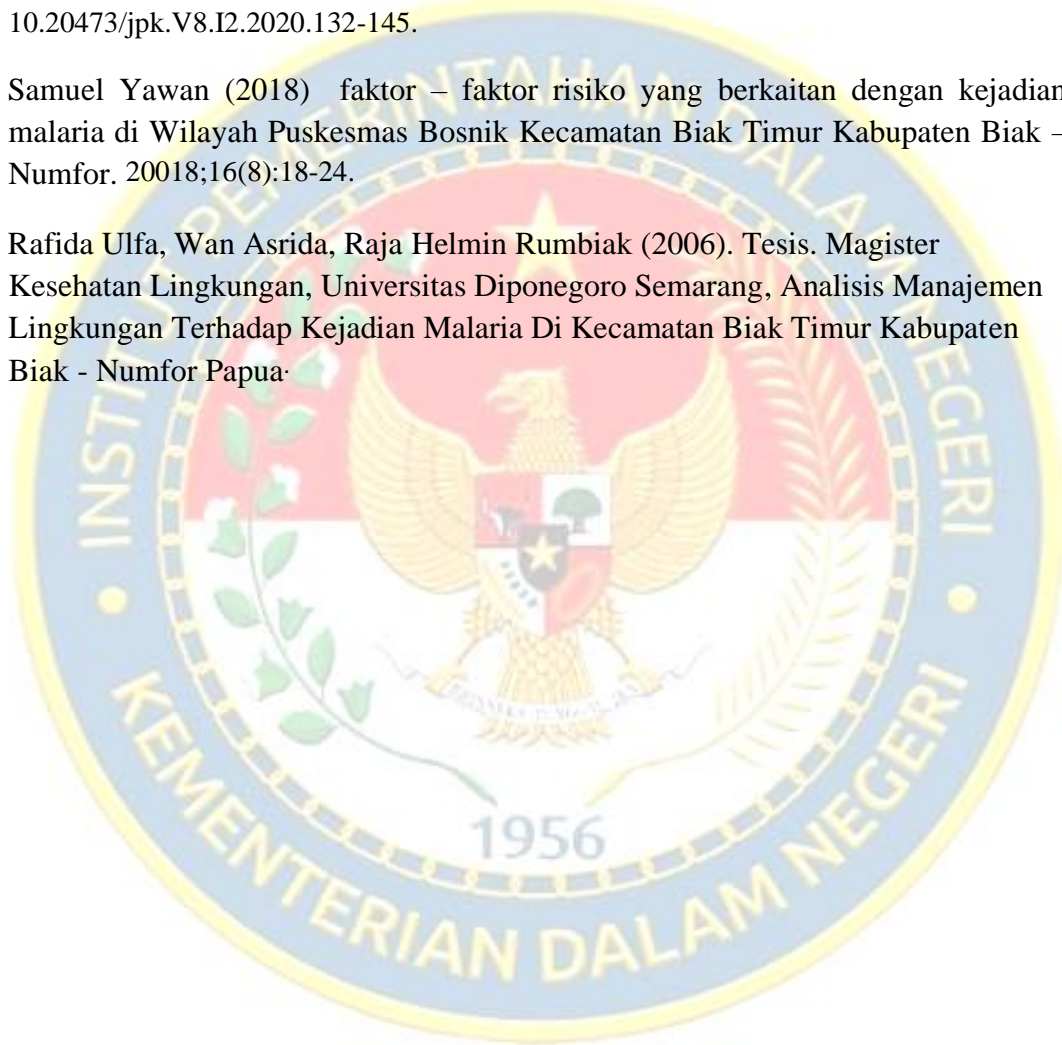 10.20473/jpk.V8.I2.2020.132-145.
Samuel Yawan (2018) faktor – faktor risiko yang berkaitan dengan kejadian
malaria di Wilayah Puskesmas Bosnik Kecamatan Biak Timur Kabupaten Biak –
Numfor. 20018;16(8):18-24.
Rafida Ulfa, Wan Asrida, Raja Helmin Rumbiak (2006). Tesis. Magister
Kesehatan Lingkungan, Universitas Diponegoro Semarang, Analisis Manajemen
Lingkungan Terhadap Kejadian Malaria Di Kecamatan Biak Timur Kabupaten
Biak - Numfor Papua.
INSTITUT PEMERINTAHAN DALAM NEGERI
1956
KEMENTERIAN DALAM NEGERI